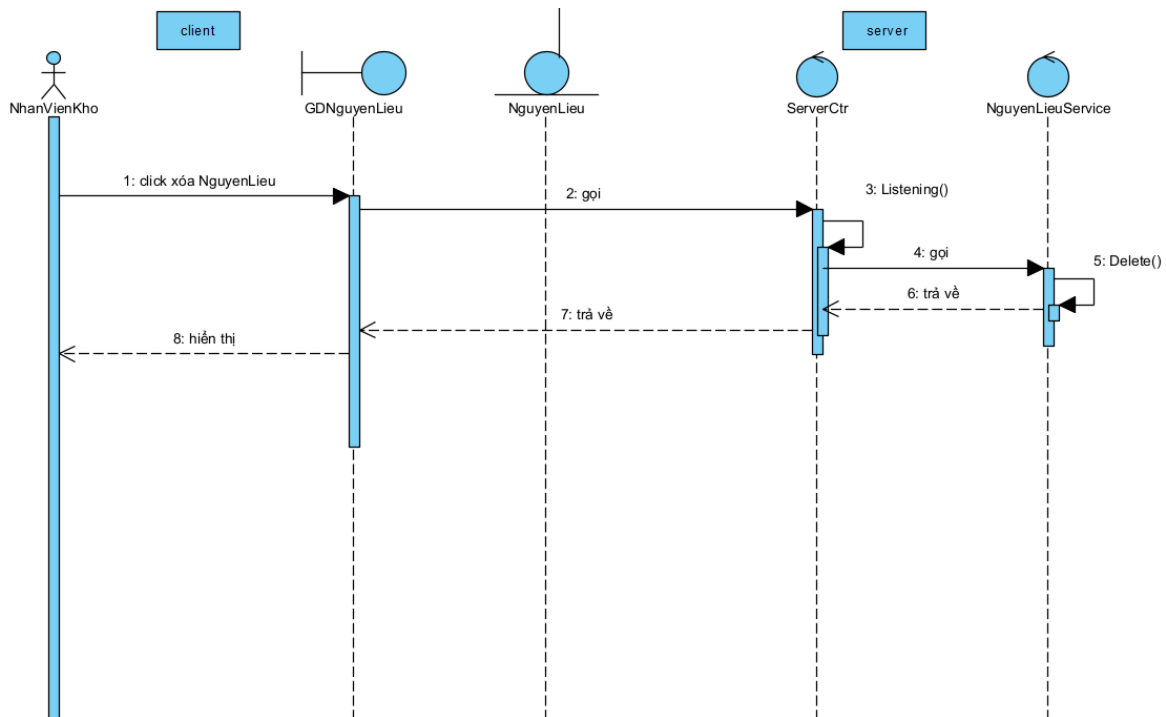 client
server
NhanVienKho
GDNguyenLieu
NguyenLieu
ServerCtr
NguyenLieuService
1: click xóa NguyenLieu
2: gọi
3: Listening()
4: gọi
5: Delete()
6: trả về
7: trả về
8: hiển thị